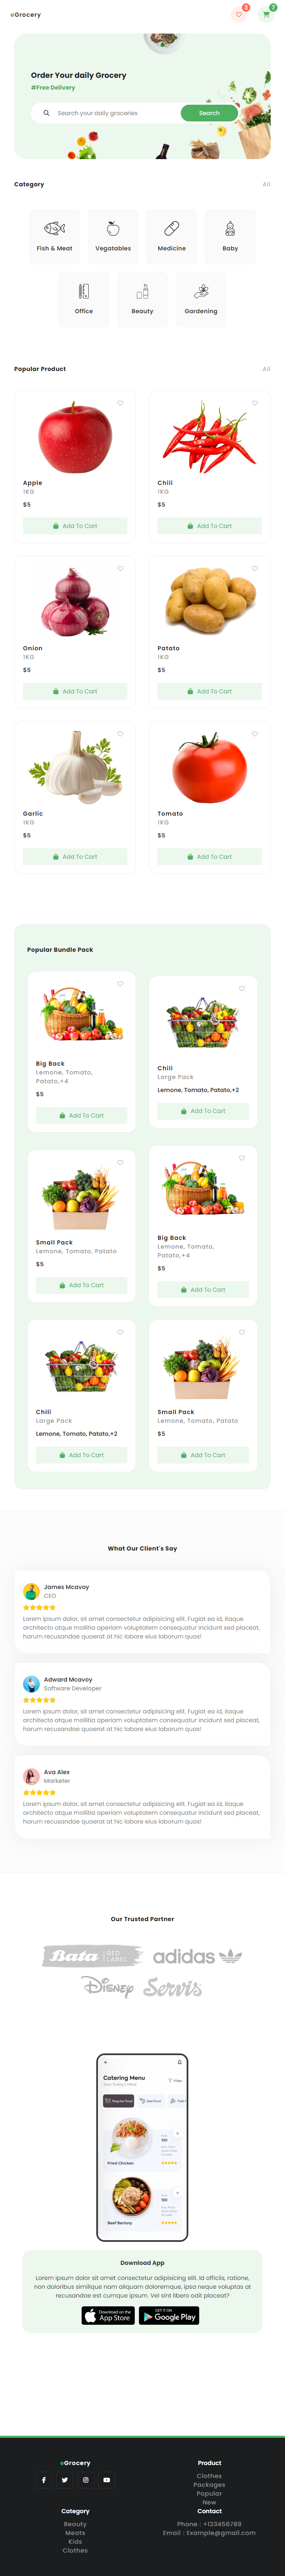 eGrocery
3
7
Order Your daily Grocery
#Free Delivery
Search your daily groceries
Search
Category
All
Fish & Meat
Vegatables
Medicine
Baby
Office
Beauty
Gardening
Popular Product
All
Apple
1KG
$5
Add To Cart
Chili
1KG
$5
Add To Cart
Onion
1KG
$5
Add To Cart
Patato
1KG
$5
Add To Cart
Garlic
1KG
$5
Add To Cart
Tomato
1KG
$5
Add To Cart
Popular Bundle Pack
Big Back
Lemone, Tomato,
Patato,+4
$5
Add To Cart
Chili
Large Pack
Lemone, Tomato, Patato,+2
Add To Cart
Small Pack
Lemone, Tomato, Patato
$5
Add To Cart
Big Back
Lemone, Tomato,
Patato,+4
$5
Add To Cart
Chili
Large Pack
Lemone, Tomato, Patato,+2
Add To Cart
Small Pack
Lemone, Tomato, Patato
$5
Add To Cart
What Our Client's Say
James Mcavoy
CEO
Lorem ipsum dolor, sit amet consectetur adipisicing elit. Fugiat ea id, itaque
architecto atque mollitia aperiam voluptatem consequatur incidunt sed placeat,
harum recusandae quaerat at hic labore eius laborum quas!
Adward Mcavoy
Software Developer
Lorem ipsum dolor, sit amet consectetur adipisicing elit. Fugiat ea id, itaque
architecto atque mollitia aperiam voluptatem consequatur incidunt sed placeat,
harum recusandae quaerat at hic labore eius laborum quas!
Ava Alex
Marketer
Lorem ipsum dolor, sit amet consectetur adipisicing elit. Fugiat ea id, itaque
architecto atque mollitia aperiam voluptatem consequatur incidunt sed placeat,
harum recusandae quaerat at hic labore eius laborum quas!
Our Trusted Partner
Bata RED LABEL
adidas
Disney
Servis
Catering Menu
Filter
Regular Food
Sea Food
Fried Chicken
100
Beef Bertony
100
Download App
Lorem ipsum dolor sit amet consectetur adipisicing elit. Id officiis, ratione,
non doloribus similique nam aliquam doloremque, ipsa neque voluptas at
recusandae est cumque ipsum. Vel sint libero odit placeat?
Download on the
App Store
GET IT ON
Google Play
eGrocery
Category
Beauty
Meats
Kids
Clothes
Product
Clothes
Packages
Popular
New
Contact
Phone : +123456789
Email : Example@gmail.com